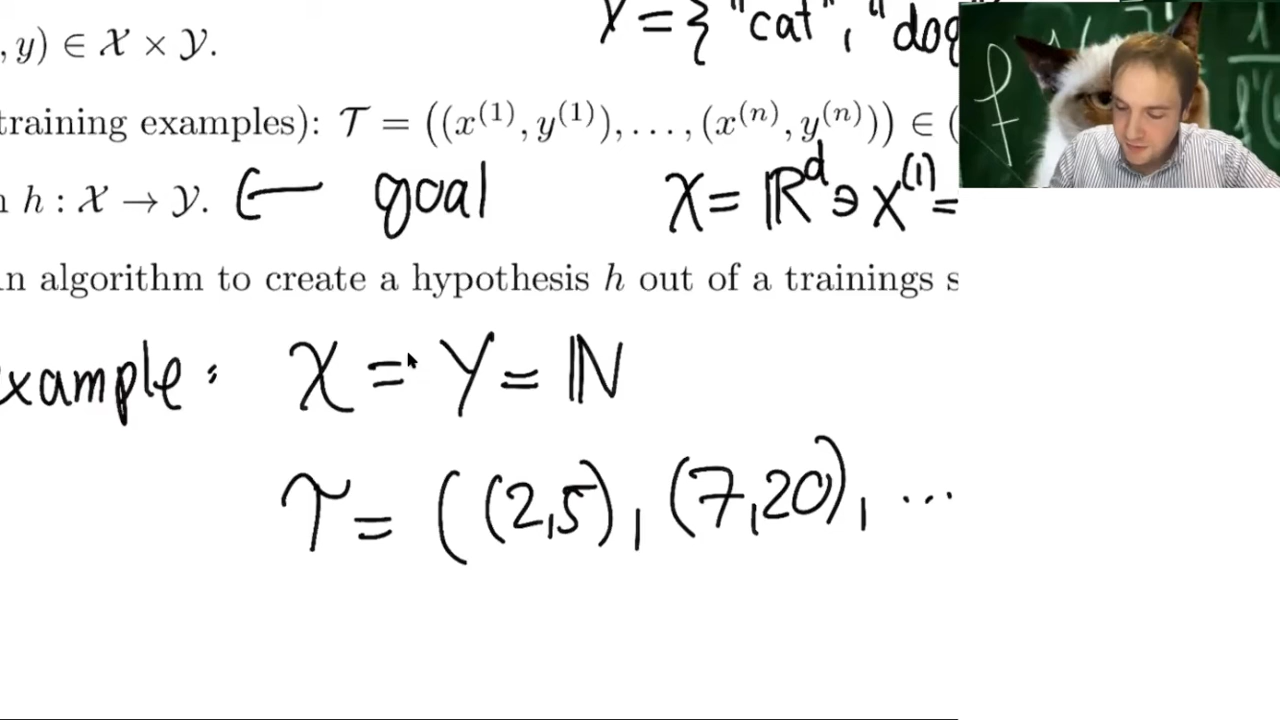 Y = { "cat", "dog
, y) ∈ 𝒳 × 𝒴.
training examples): 𝒯 = ((x⁽¹⁾, y⁽¹⁾), . . . , (x⁽ⁿ⁾, y⁽ⁿ⁾)) ∈ (
n h : 𝒳 → 𝒴. ← goal X = ℝᵈ ∋ x⁽¹⁾ =
n algorithm to create a hypothesis h out of a trainings s
xample: X = Y = ℕ
𝒯 = ( (2,5), (7,20), ...